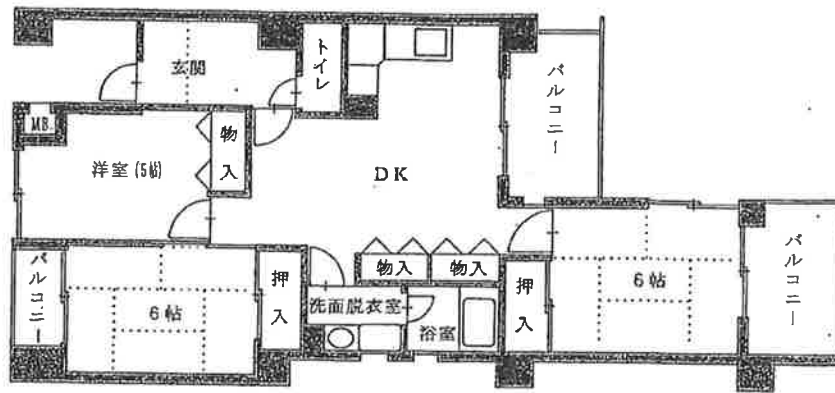 玄関
トイレ
バルコニー
MB
物入
洋室(5帖)
DK
バルコニー
6帖
押入
物入
物入
洗面脱衣室
浴室
押入
6帖
バルコニー